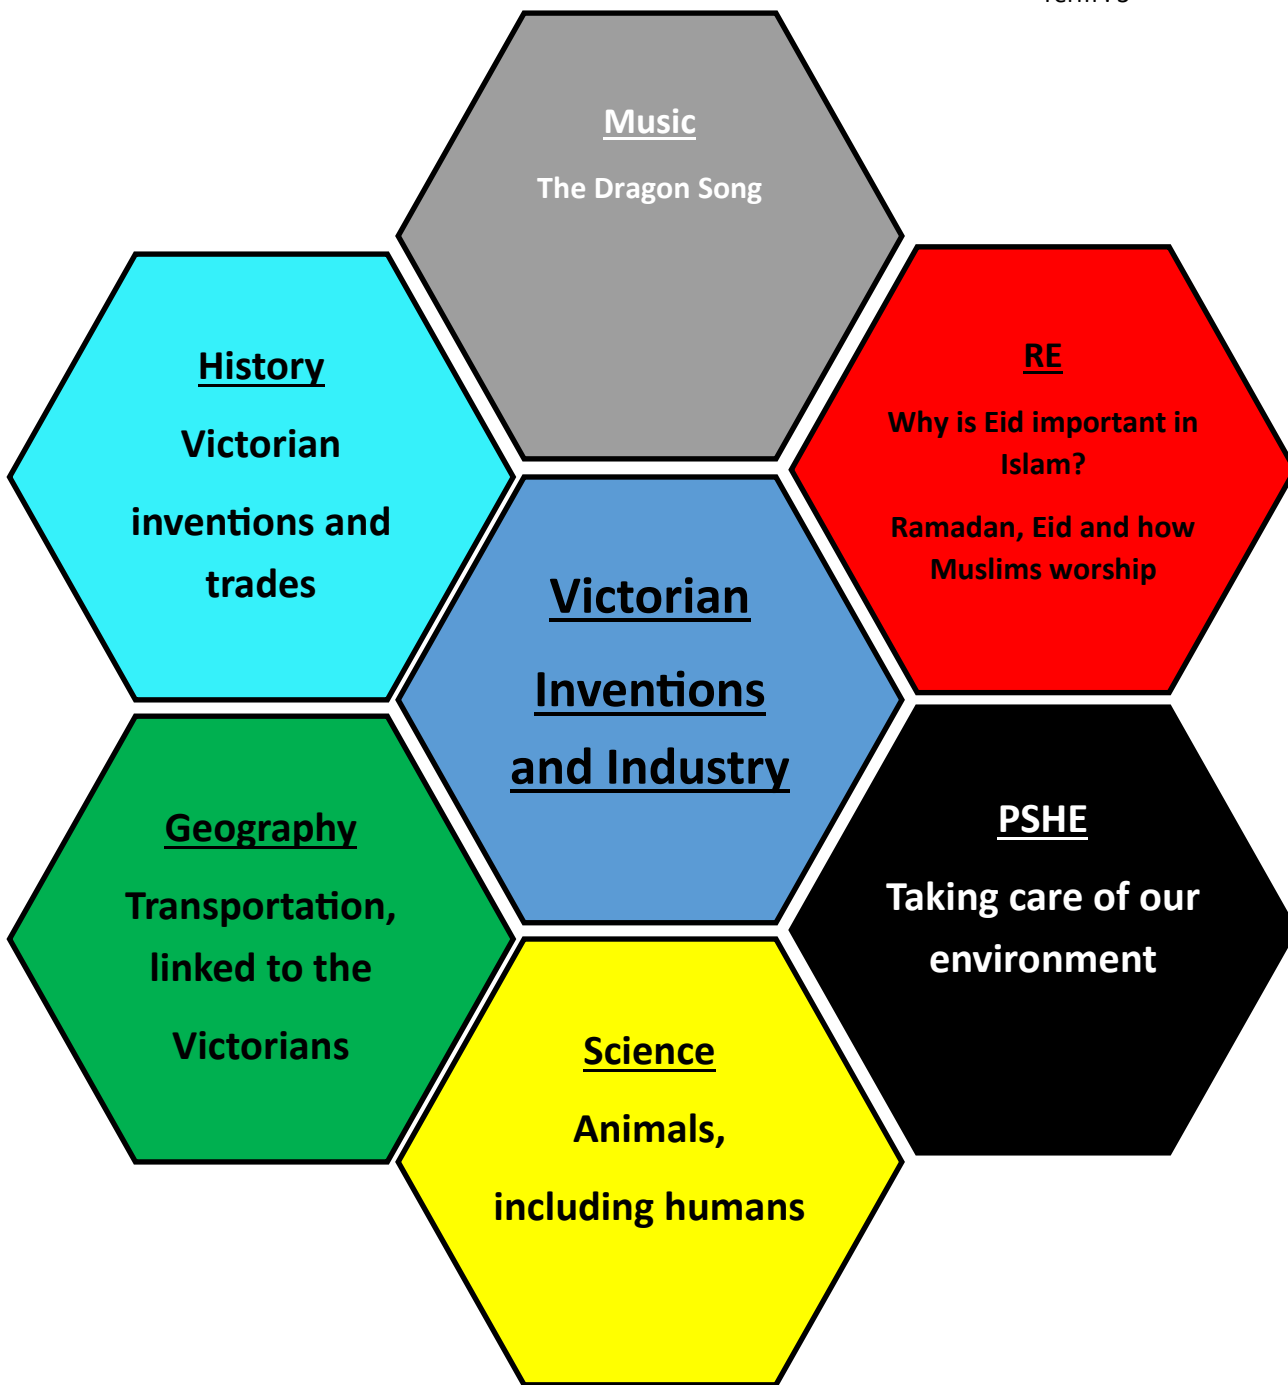 Music
The Dragon Song
History
Victorian
inventions and
trades
RE
Why is Eid important in
Islam?
Ramadan, Eid and how
Muslims worship
Victorian
Inventions
and Industry
Geography
Transportation,
linked to the
Victorians
PSHE
Taking care of our
environment
Science
Animals,
including humans